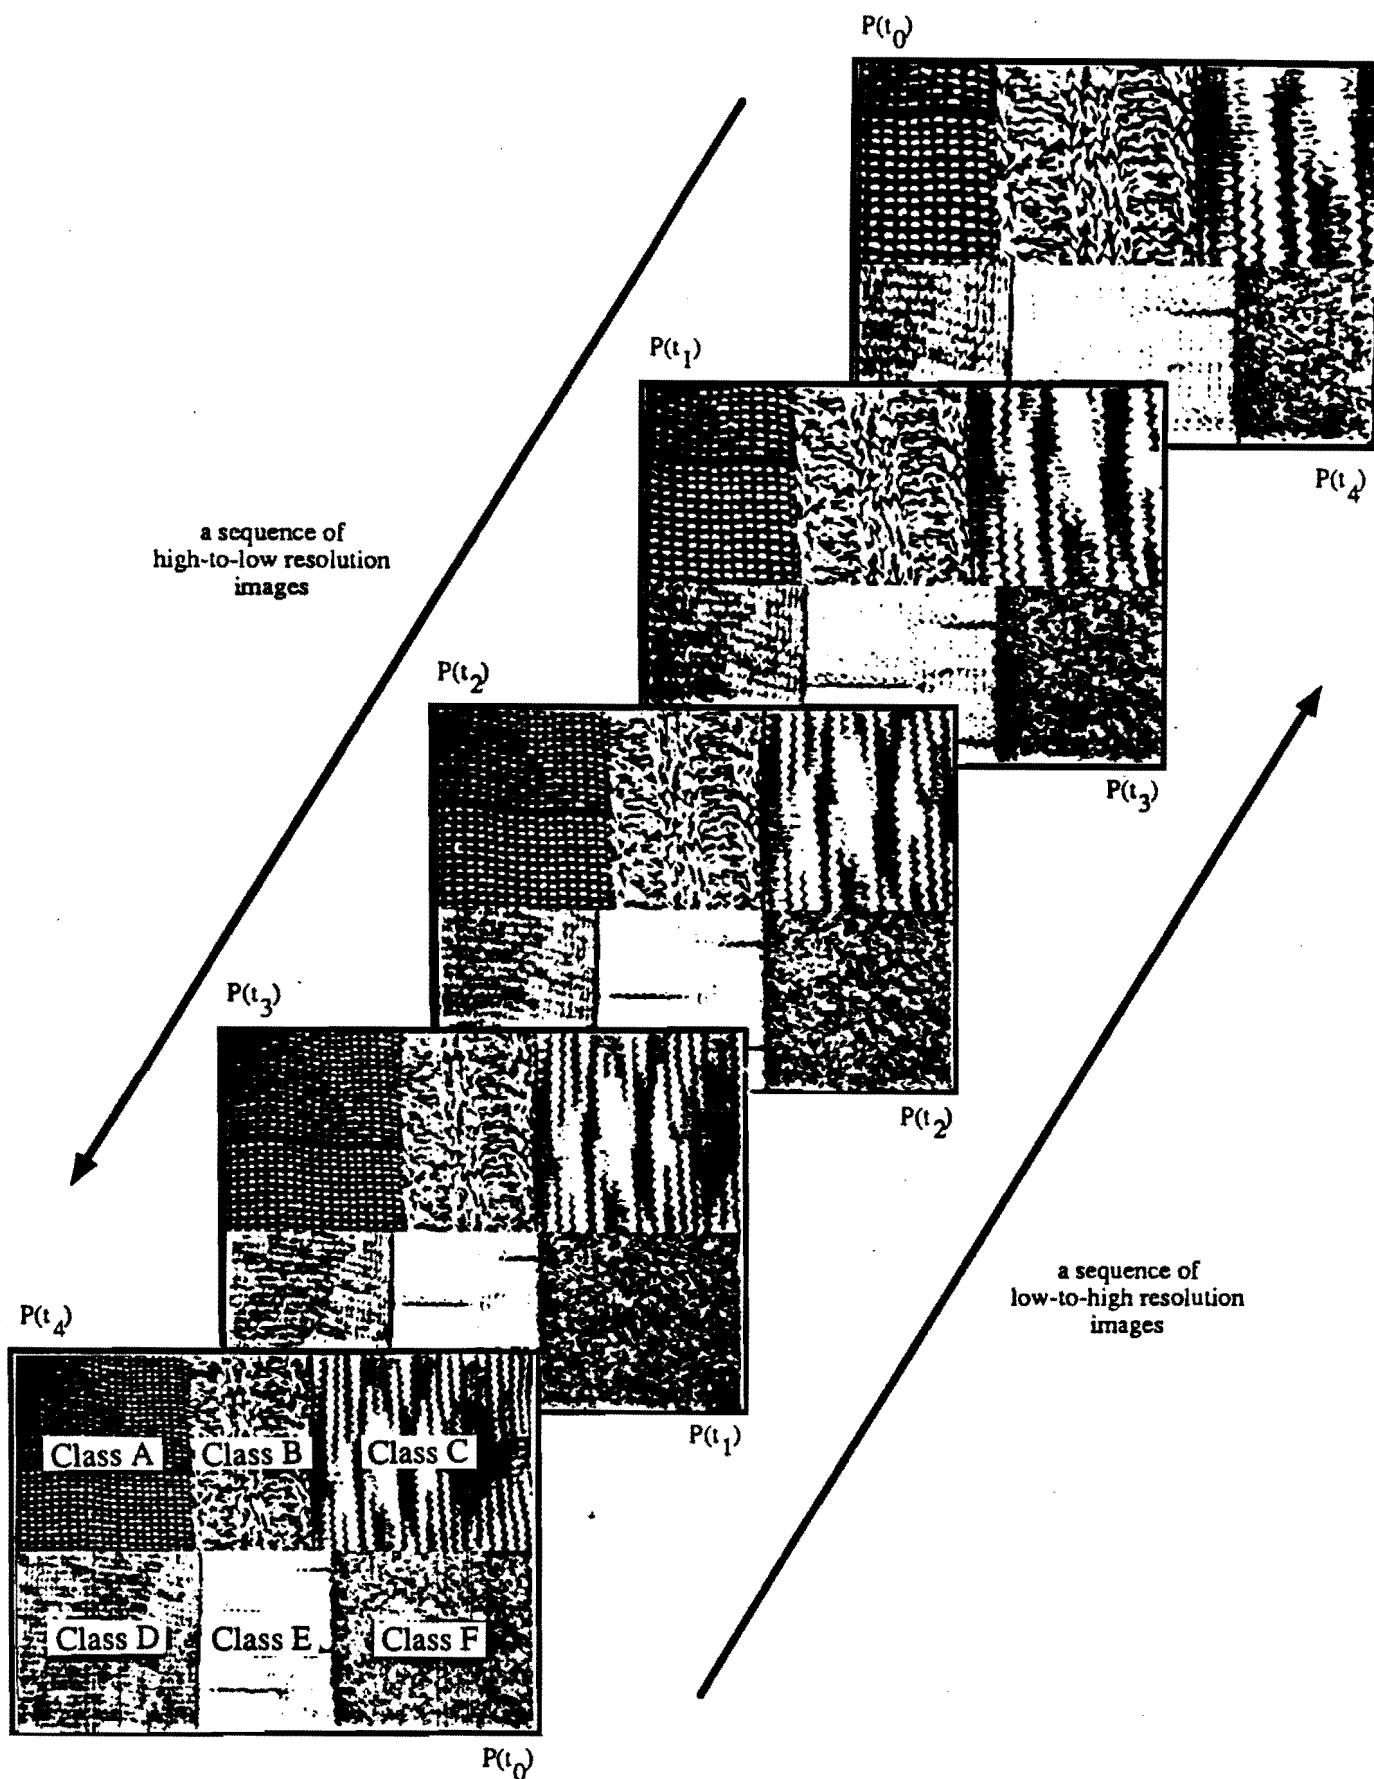 P(t0)
P(t1)
P(t4)
a sequence of
high-to-low resolution
images
P(t2)
P(t3)
P(t3)
P(t2)
a sequence of
low-to-high resolution
images
P(t4)
P(t1)
Class A Class B Class C
Class D Class E Class F
P(t0)